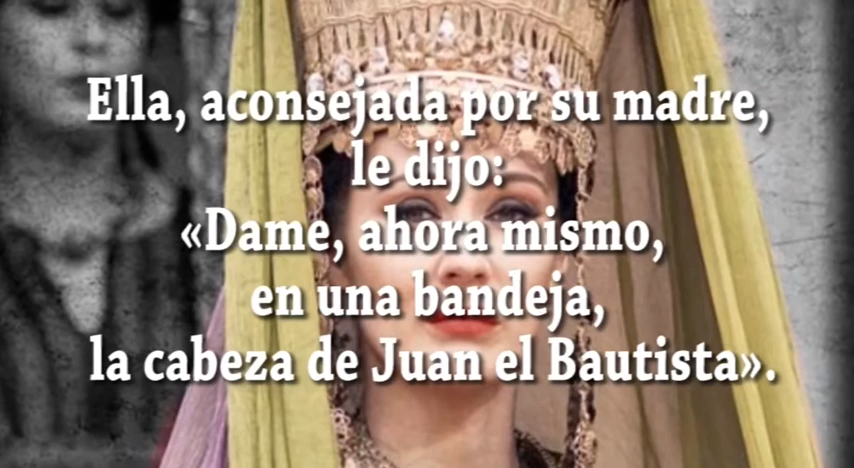 Ella, aconsejada por su madre,
le dijo:
«Dame, ahora mismo,
en una bandeja,
la cabeza de Juan el Bautista».